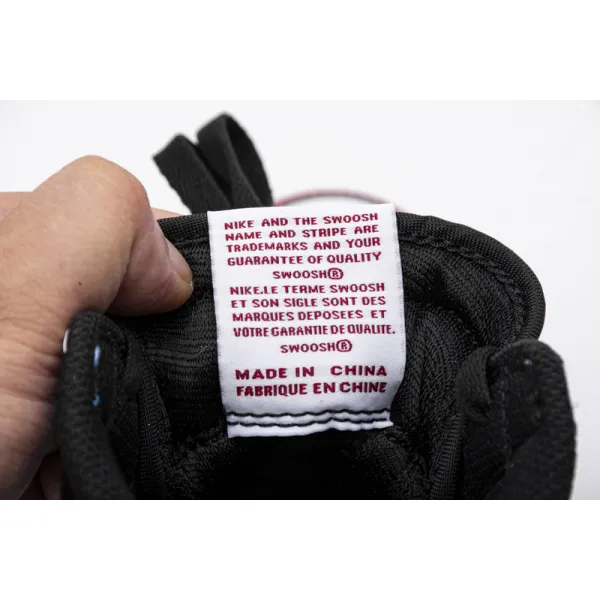 NIKE AND THE SWOOSH
NAME AND STRIPE ARE
TRADEMARKS AND YOUR
GUARANTEE OF QUALITY
SWOOSH®
NIKE.LE TERME SWOOSH
ET SON SIGLE SONT DES
MARQUES DEPOSEES ET
VOTRE GARANTIE DE QUALITE.
SWOOSH®
MADE IN CHINA
FABRIQUE EN CHINE